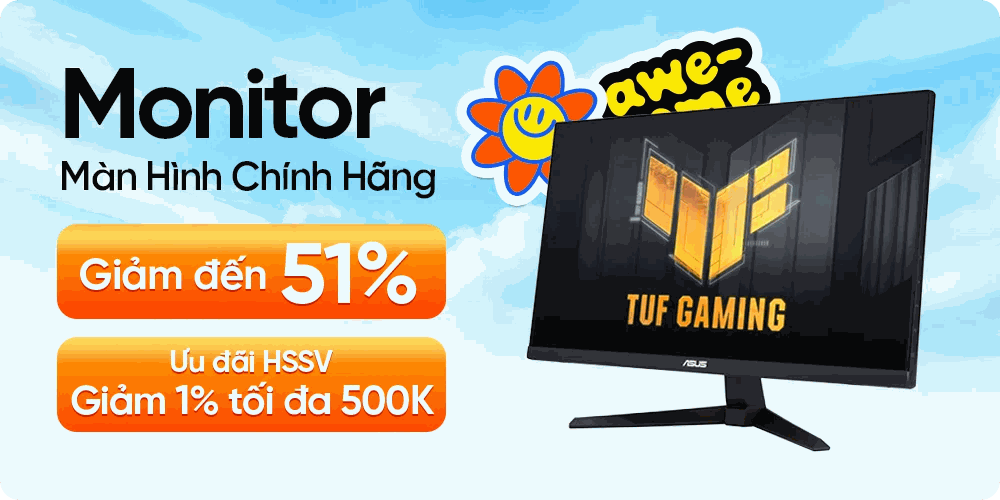 Monitor
Màn Hình Chính Hãng
Giảm đến 51%
Ưu đãi HSSV
Giảm 1% tối đa 500K
awe-
TUF GAMING
ASUS